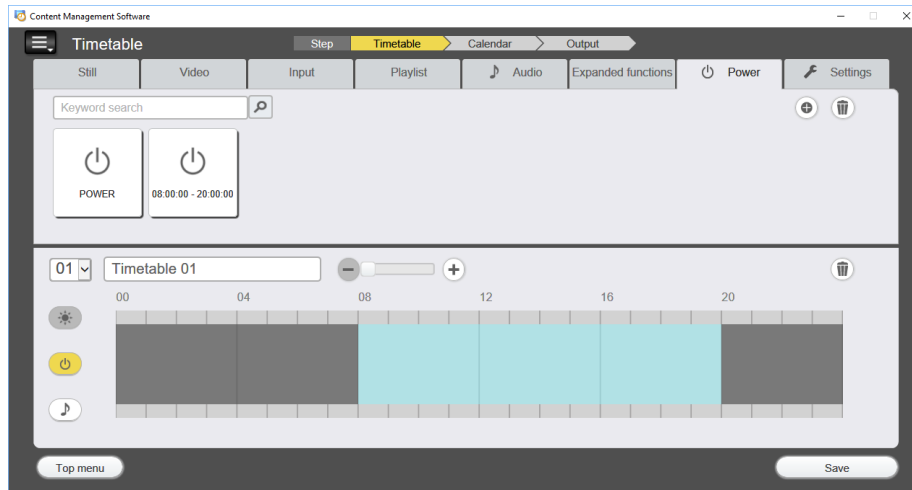 Content Management Software
Timetable
Step Timetable Calendar Output
Still Video Input Playlist Audio Expanded functions Power Settings
Keyword search
POWER 08:00:00 - 20:00:00
01 Timetable 01
00 04 08 12 16 20
Top menu Save